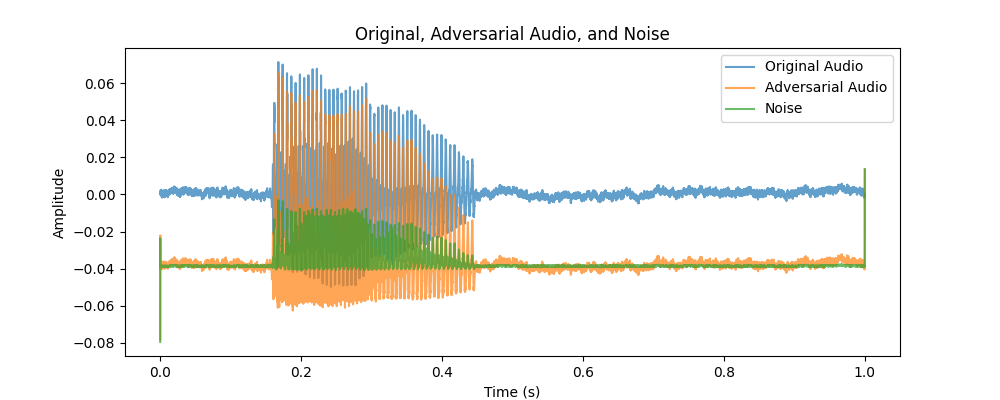 Original, Adversarial Audio, and Noise
Original Audio
Adversarial Audio
Noise
Amplitude
0.06
0.04
0.02
0.00
−0.02
−0.04
−0.06
−0.08
0.0 0.2 0.4 0.6 0.8 1.0
Time (s)